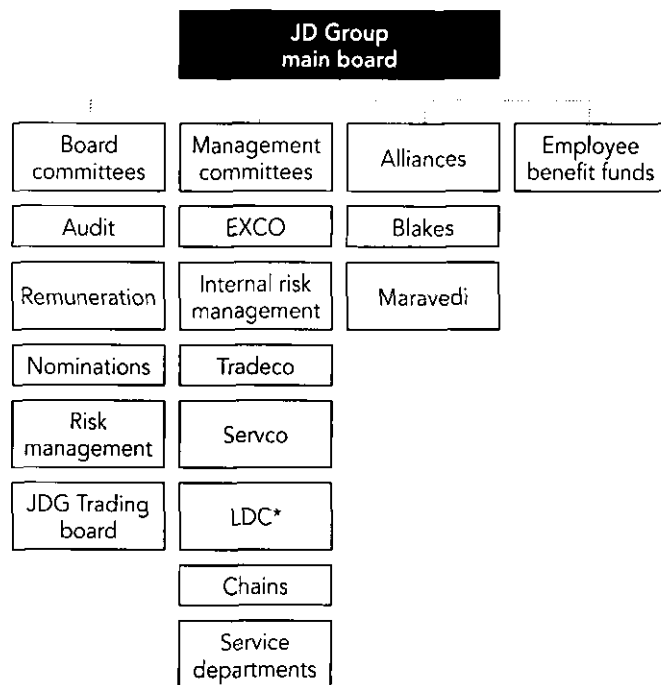 JD Group
main board
Board
committees
Management
committees
Alliances
Employee
benefit funds
Audit
EXCO
Blakes
Remuneration
Internal risk
management
Maravedi
Nominations
Tradeco
Risk
management
Servco
JDG Trading
board
LDC*
Chains
Service
departments